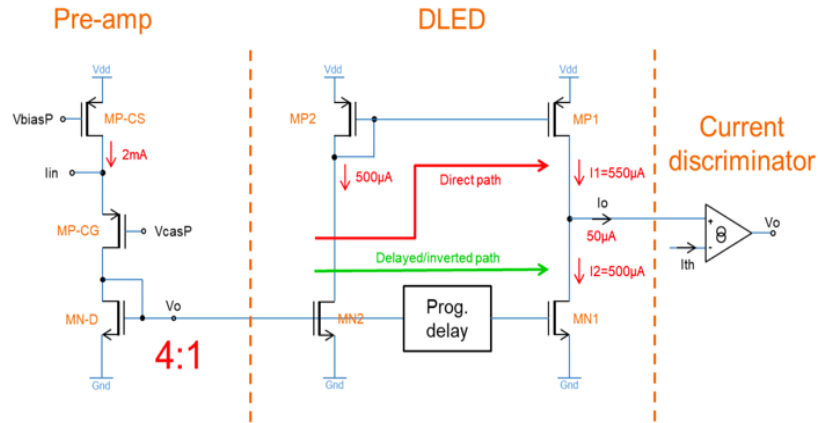 Pre-amp
DLED
Vdd
Vdd
Vdd
VbiasP
MP-CS
MP2
MP1
Current
discriminator
2mA
Iin
500µA
Direct path
I1=550µA
MP-CG
VcasP
Io
50µA
+
-
Vo
Ith
Delayed/inverted path
I2=500µA
MN-D
Vo
MN2
Prog.
delay
MN1
4:1
Gnd
Gnd
Gnd